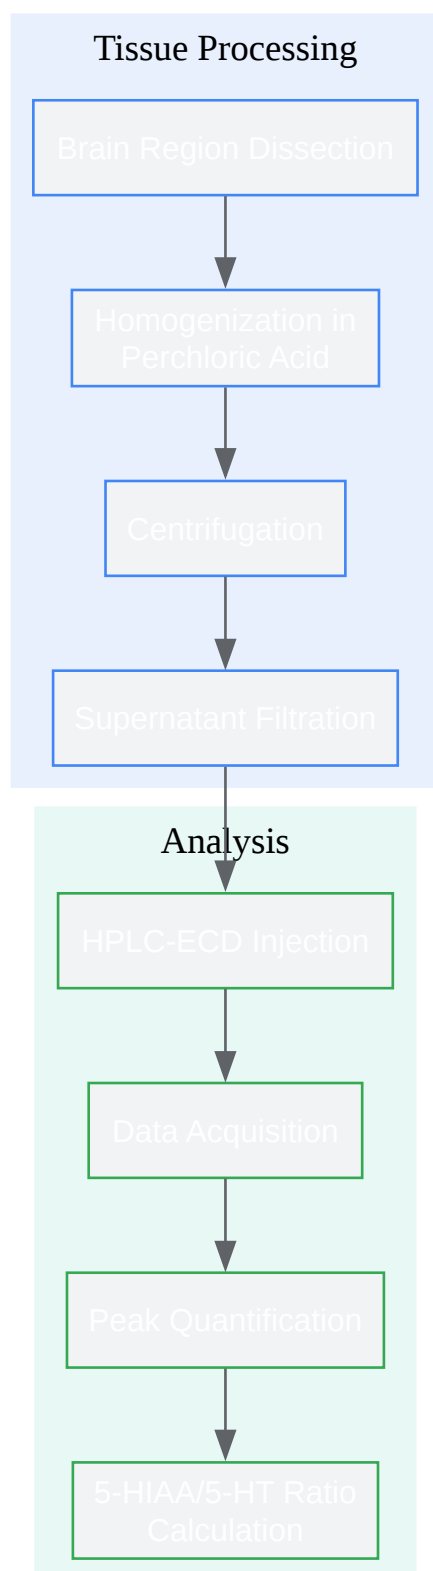 Tissue Processing
Brain Region Dissection
Homogenization in
Perchloric Acid
Centrifugation
Supernatant Filtration
Analysis
HPLC-ECD Injection
Data Acquisition
Peak Quantification
5-HIAA/5-HT Ratio
Calculation